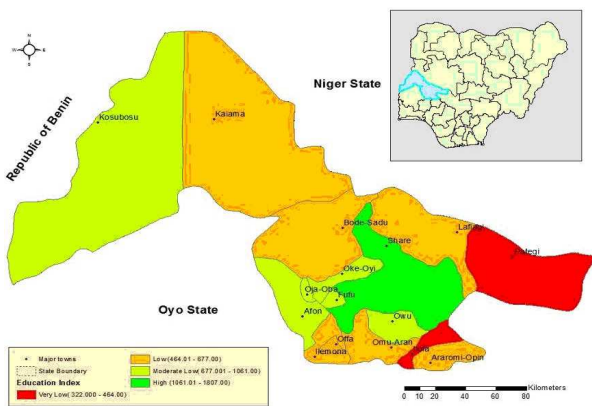 N
W E
S
Niger State
Republic of Benin
Kosubosu
Kaiama
Bode-Sadu
Share
Lafiagi
Oke-Oyi
Oja-Oba
Fufu
Afon
Owu
Oyo State
Offa
Omu-Aran
Ilemona
Araromi-Opin
Major towns
State Boundary
Education Index
Very Low(322.000 - 464.00)
Low(464.01 - 677.00)
Moderate Low(677.001 - 1061.00)
High (1061.01 - 1807.00)
0 10 20 40 60 80
Kilometers